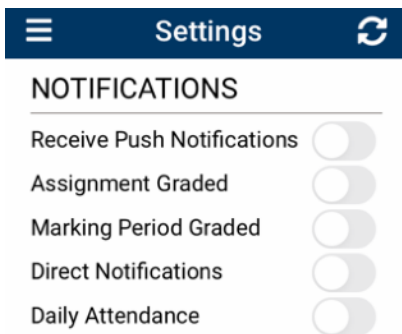 Settings
NOTIFICATIONS
Receive Push Notifications
Assignment Graded
Marking Period Graded
Direct Notifications
Daily Attendance